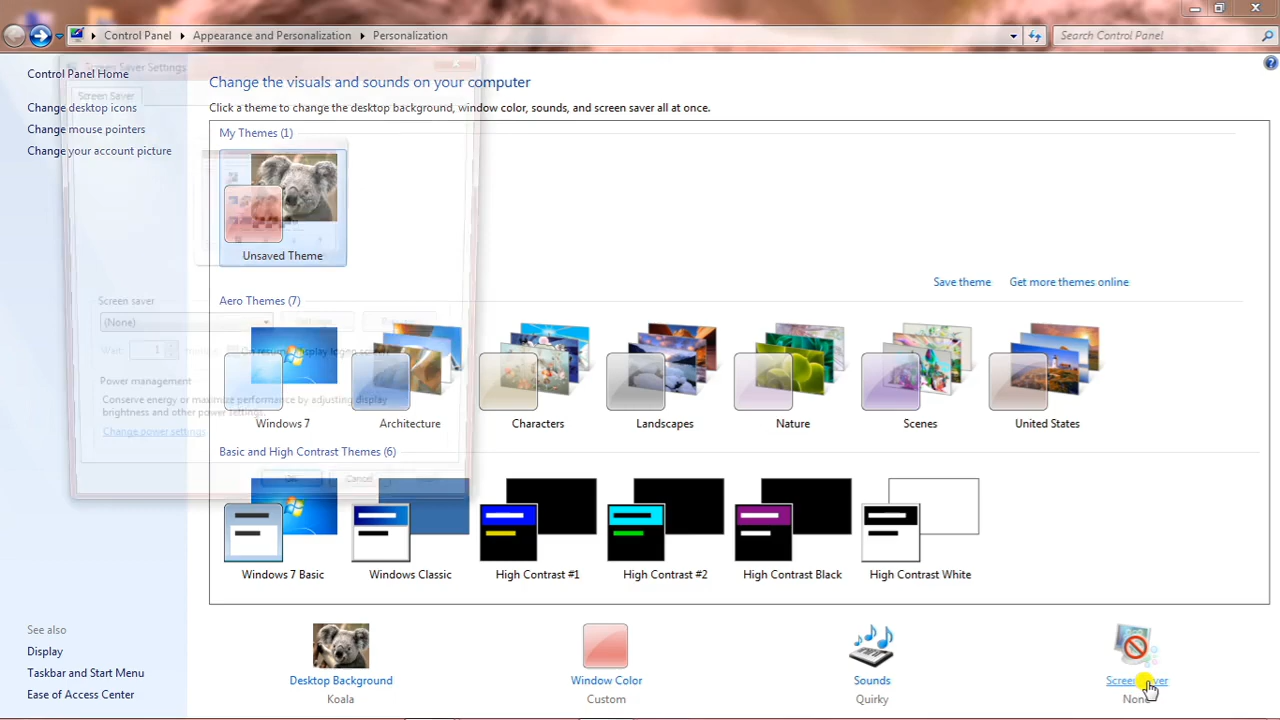 Control Panel Appearance and Personalization Personalization
Search Control Panel
Control Panel Home
Change desktop icons
Change mouse pointers
Change your account picture
See also
Display
Taskbar and Start Menu
Ease of Access Center
Change the visuals and sounds on your computer
Click a theme to change the desktop background, window color, sounds, and screen saver all at once.
My Themes (1)
Unsaved Theme
Save theme Get more themes online
Aero Themes (7)
Windows 7 Architecture Characters Landscapes Nature Scenes United States
Basic and High Contrast Themes (6)
Windows 7 Basic Windows Classic High Contrast #1 High Contrast #2 High Contrast Black High Contrast White
Desktop Background Window Color Sounds
Koala Custom Quirky
Screen Saver Settings
Screen Saver
Screen saver
(None)
Wait: 1
On resume, display logon screen
Power management
Conserve energy or maximize performance by adjusting display
brightness and other power settings.
Change power settings
OK Cancel